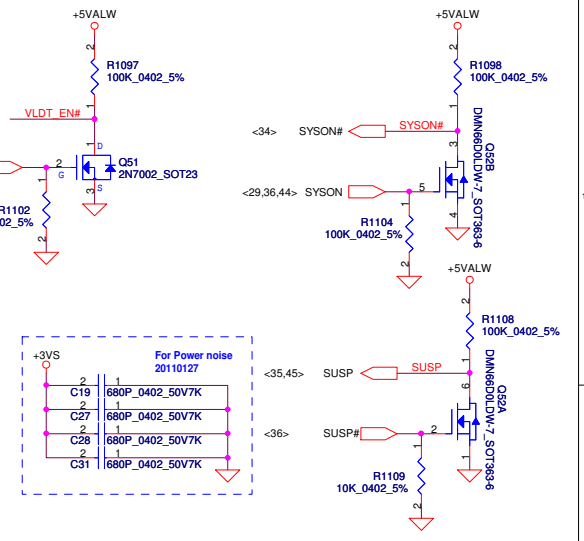 +5VALW
2
R1097
100K_0402_5%
1
VLDT_EN#
1
D
2
G
Q51
2N7002_SOT23
3
S
1
R1102
02_5%
2
+5VALW
2
R1098
100K_0402_5%
1
<34>
SYSON#
SYSON#
3
Q52B
DMN66D0LDW-7_SOT363-6
<29,36,44>
SYSON
5
4
1
R1104
100K_0402_5%
2
+5VALW
2
R1108
100K_0402_5%
1
<35,45>
SUSP
SUSP
6
Q52A
DMN66D0LDW-7_SOT363-6
<36>
SUSP#
2
1
1
R1109
10K_0402_5%
2
+3VS
For Power noise
20110127
2
1
C19
680P_0402_50V7K
2
1
C27
680P_0402_50V7K
2
1
C28
680P_0402_50V7K
2
1
C31
680P_0402_50V7K